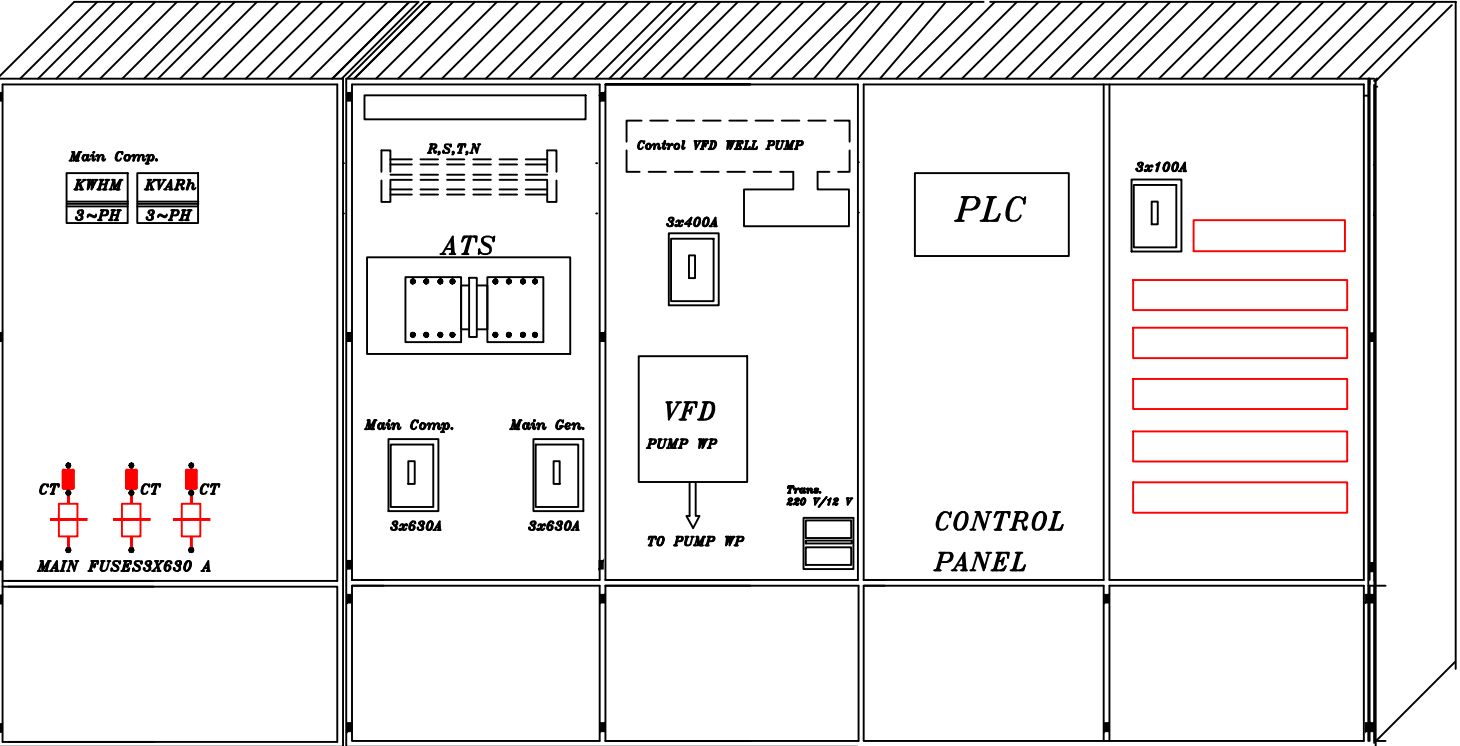 Main Comp.
KWHM
KVARh
3~PH
3~PH
CT
CT
CT
MAIN FUSES3X630 A
R,S,T,N
ATS
Main Comp.
Main Gen.
3x630A
3x630A
Control VFD WELL PUMP
3x400A
VFD
PUMP WP
Trans.
220 V/12 V
TO PUMP WP
PLC
CONTROL
PANEL
3x100A